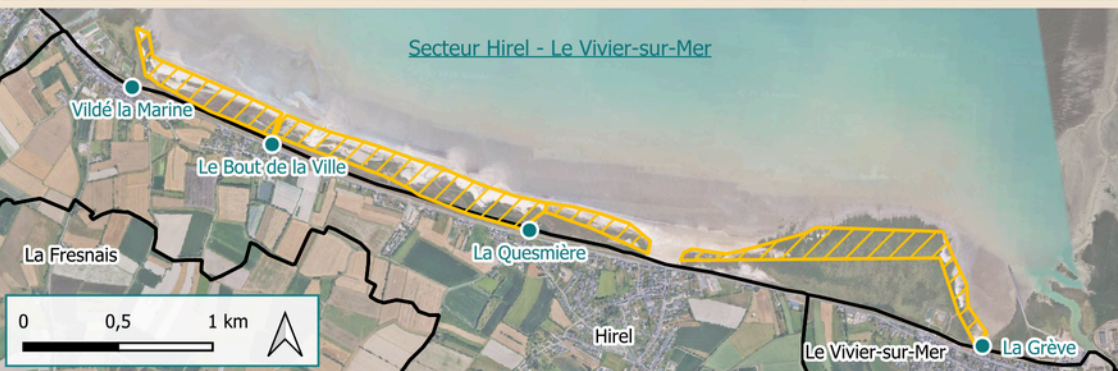 Secteur Hirel - Le Vivier-sur-Mer
Vildé la Marine
Le Bout de la Ville
La Quesmière
La Fresnais
0 0,5 1 km
Hirel
Le Vivier-sur-Mer
La Grève